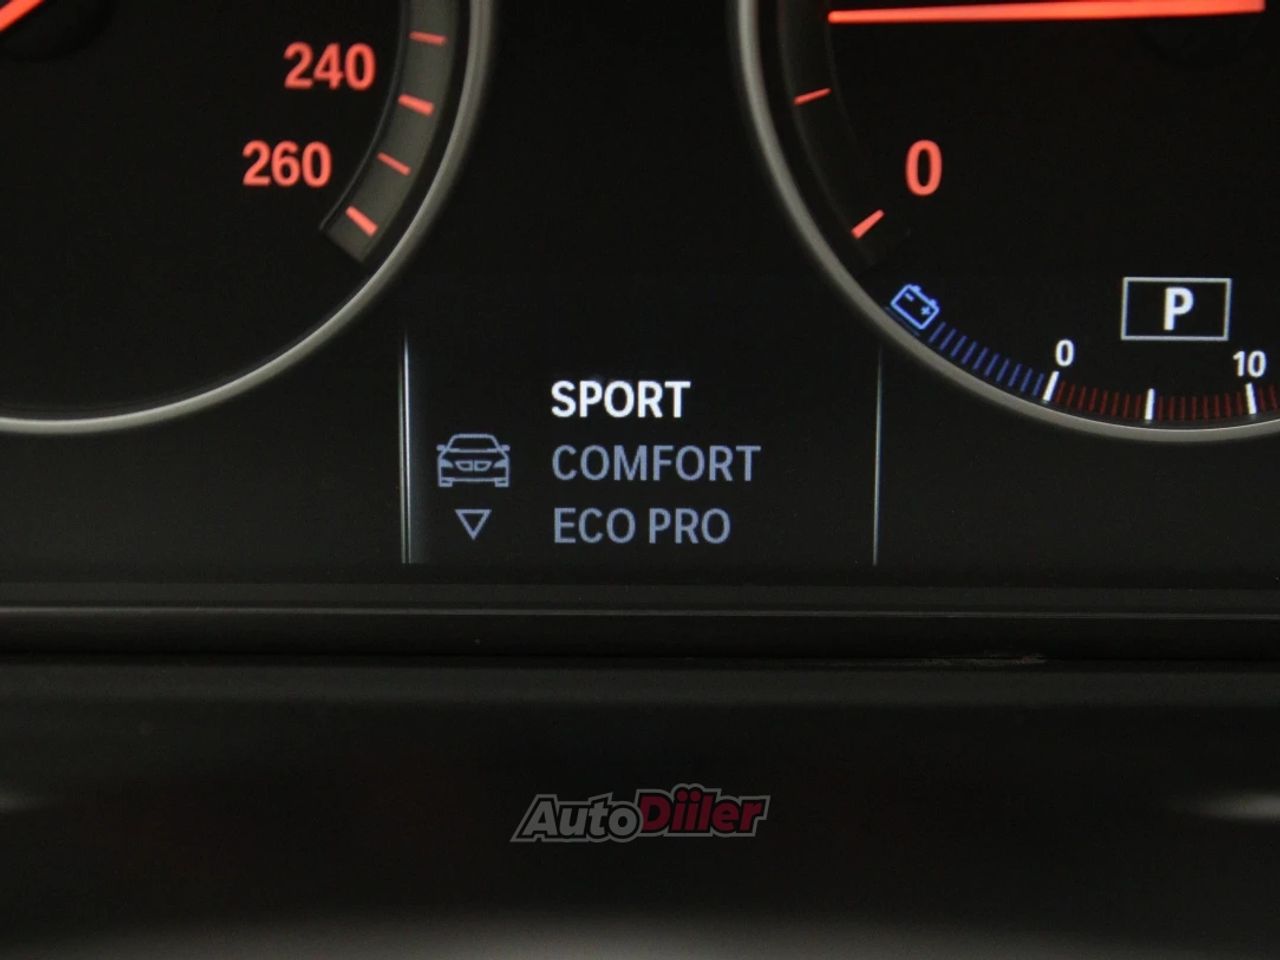 240
260
0
P
0
10
SPORT
COMFORT
ECO PRO
AutoDiiler